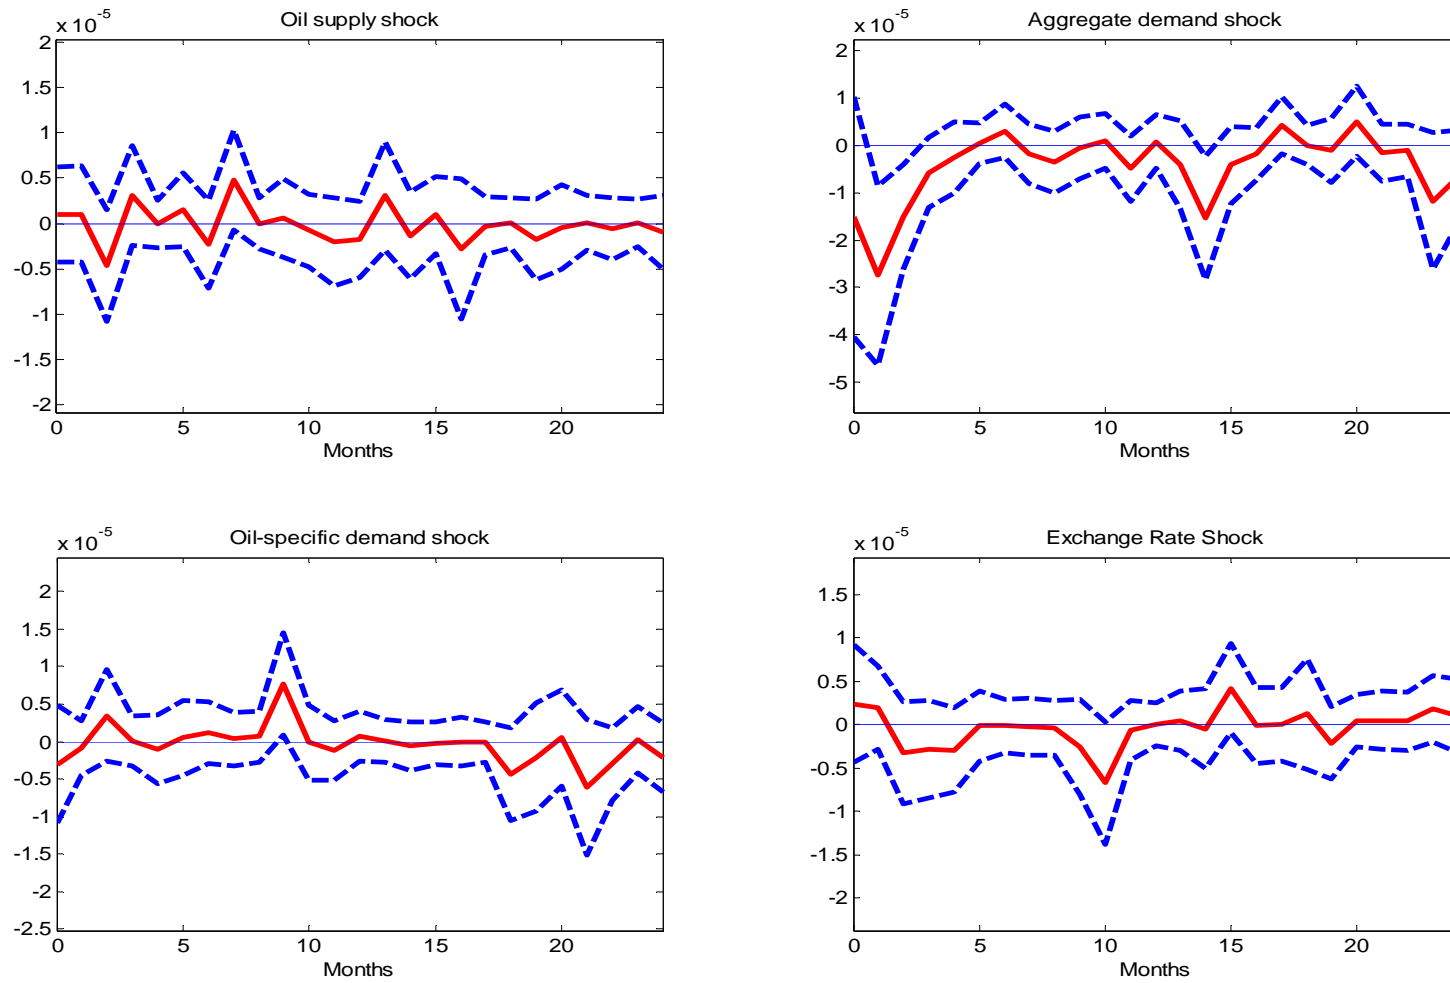 Oil supply shock
x 10^-5
2
1.5
1
0.5
0
-0.5
-1
-1.5
-2
0 5 10 15 20
Months
Aggregate demand shock
x 10^-5
2
1
0
-1
-2
-3
-4
-5
0 5 10 15 20
Months
Oil-specific demand shock
x 10^-5
2
1.5
1
0.5
0
-0.5
-1
-1.5
-2
-2.5
0 5 10 15 20
Months
Exchange Rate Shock
x 10^-5
1.5
1
0.5
0
-0.5
-1
-1.5
-2
0 5 10 15 20
Months